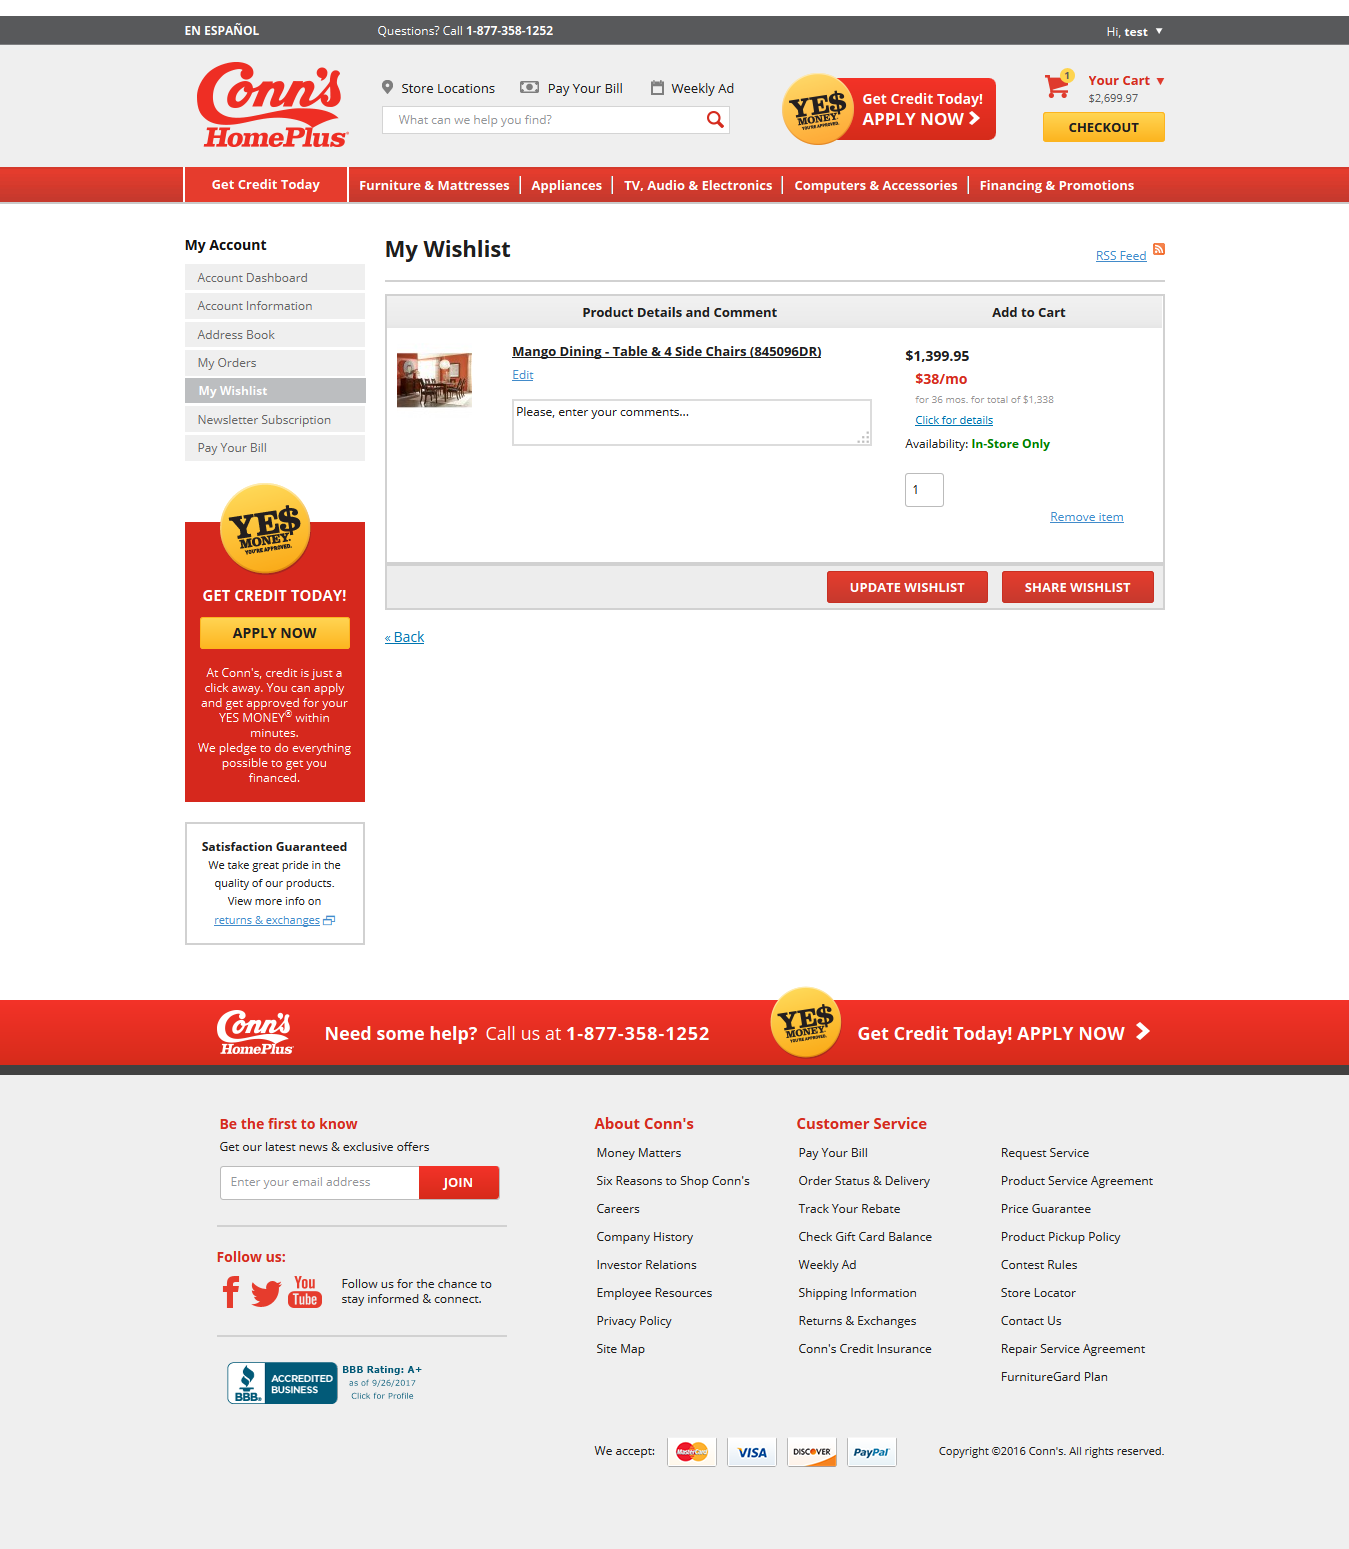 EN ESPAÑOL
Questions? Call 1-877-358-1252
Hi, test ▼
Conn's
HomePlus
Store Locations
Pay Your Bill
Weekly Ad
What can we help you find?
YE$
MONEY
YOU'RE APPROVED.
Get Credit Today!
APPLY NOW
1
Your Cart ▼
$2,699.97
CHECKOUT
Get Credit Today
Furniture & Mattresses
Appliances
TV, Audio & Electronics
Computers & Accessories
Financing & Promotions
My Account
Account Dashboard
Account Information
Address Book
My Orders
My Wishlist
Newsletter Subscription
Pay Your Bill
YE$
MONEY.
YOU'RE APPROVED.
GET CREDIT TODAY!
APPLY NOW
At Conn's, credit is just a
click away. You can apply
and get approved for your
YES MONEY® within
minutes.
We pledge to do everything
possible to get you
financed.
Satisfaction Guaranteed
We take great pride in the
quality of our products.
View more info on
returns & exchanges
My Wishlist
RSS Feed
Product Details and Comment
Add to Cart
Mango Dining - Table & 4 Side Chairs (845096DR)
Edit
Please, enter your comments...
$1,399.95
$38/mo
for 36 mos. for total of $1,338
Click for details
Availability: In-Store Only
1
Remove item
UPDATE WISHLIST
SHARE WISHLIST
« Back
Conn's
HomePlus
Need some help? Call us at 1-877-358-1252
YE$
MONEY
YOU'RE APPROVED.
Get Credit Today! APPLY NOW
Be the first to know
Get our latest news & exclusive offers
Enter your email address
JOIN
Follow us:
You
Tube
Follow us for the chance to
stay informed & connect.
BBB.
ACCREDITED
BUSINESS
BBB Rating: A+
as of 9/26/2017
Click for Profile
About Conn's
Money Matters
Six Reasons to Shop Conn's
Careers
Company History
Investor Relations
Employee Resources
Privacy Policy
Site Map
Customer Service
Pay Your Bill
Order Status & Delivery
Track Your Rebate
Check Gift Card Balance
Weekly Ad
Shipping Information
Returns & Exchanges
Conn's Credit Insurance
Request Service
Product Service Agreement
Price Guarantee
Product Pickup Policy
Contest Rules
Store Locator
Contact Us
Repair Service Agreement
FurnitureGard Plan
We accept:
MasterCard
VISA
DISCOVER
PayPal
Copyright ©2016 Conn's. All rights reserved.